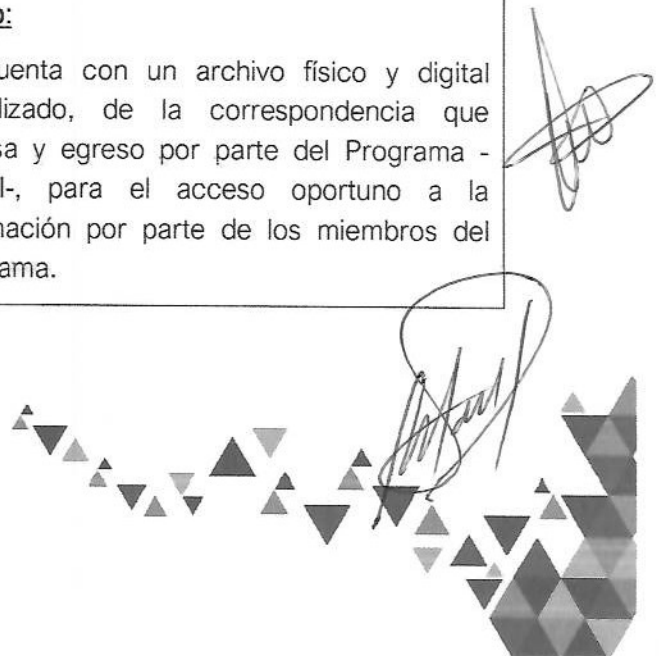 o:
uenta con un archivo físico y digital
lizado, de la correspondencia que
sa y egreso por parte del Programa -
l-, para el acceso oportuno a la
nación por parte de los miembros del
ama.